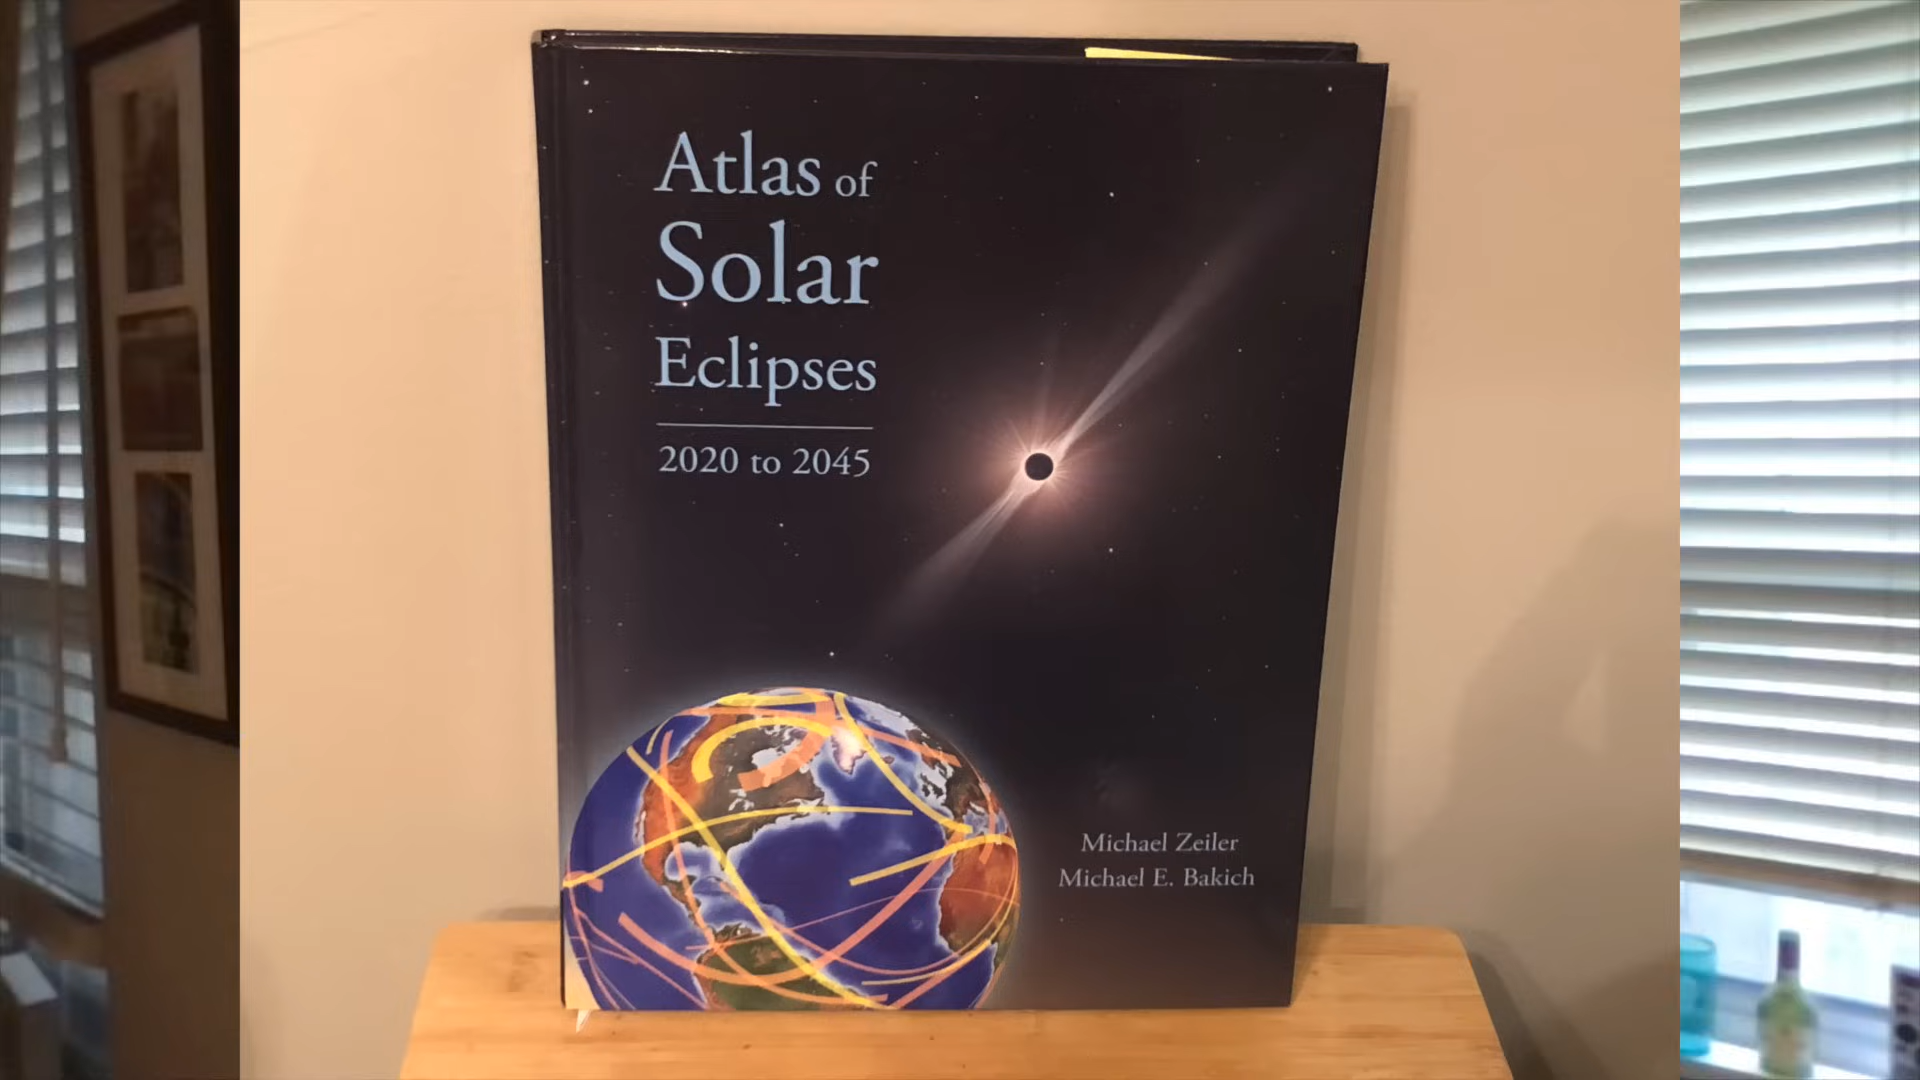 Atlas of
Solar
Eclipses
2020 to 2045
Michael Zeiler
Michael E. Bakich